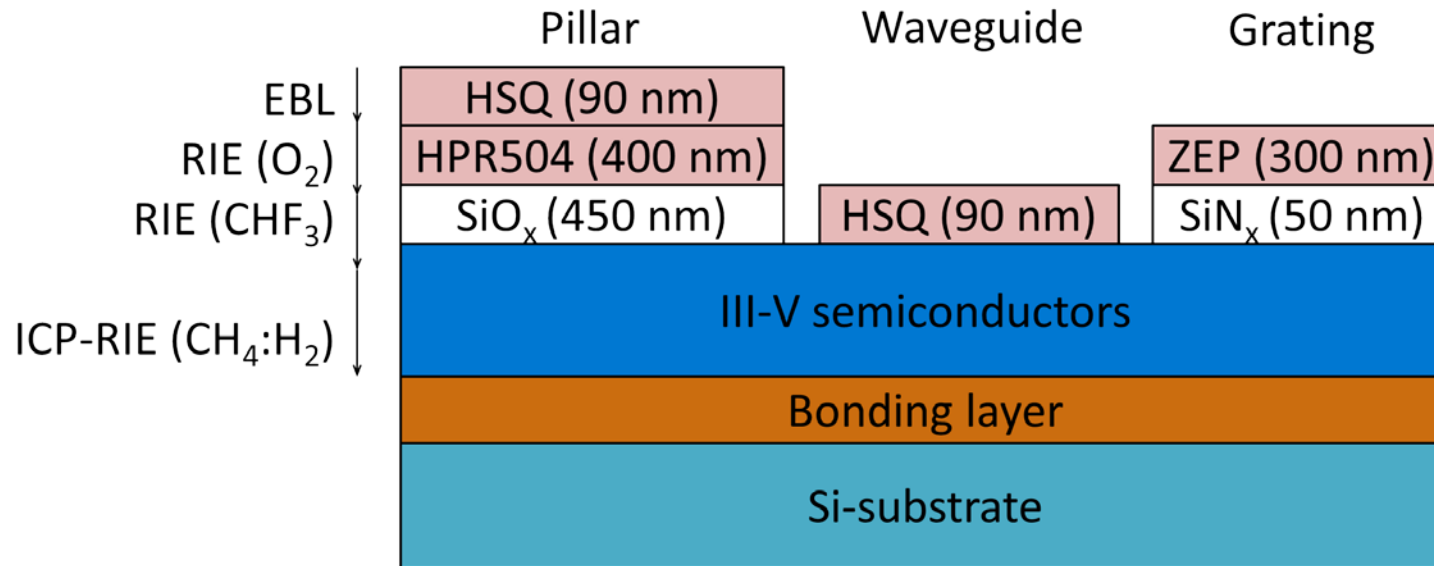 Pillar
Waveguide
Grating
EBL
HSQ (90 nm)
RIE (O₂)
HPR504 (400 nm)
ZEP (300 nm)
RIE (CHF₃)
SiOₓ (450 nm)
HSQ (90 nm)
SiNₓ (50 nm)
III-V semiconductors
ICP-RIE (CH₄:H₂)
Bonding layer
Si-substrate